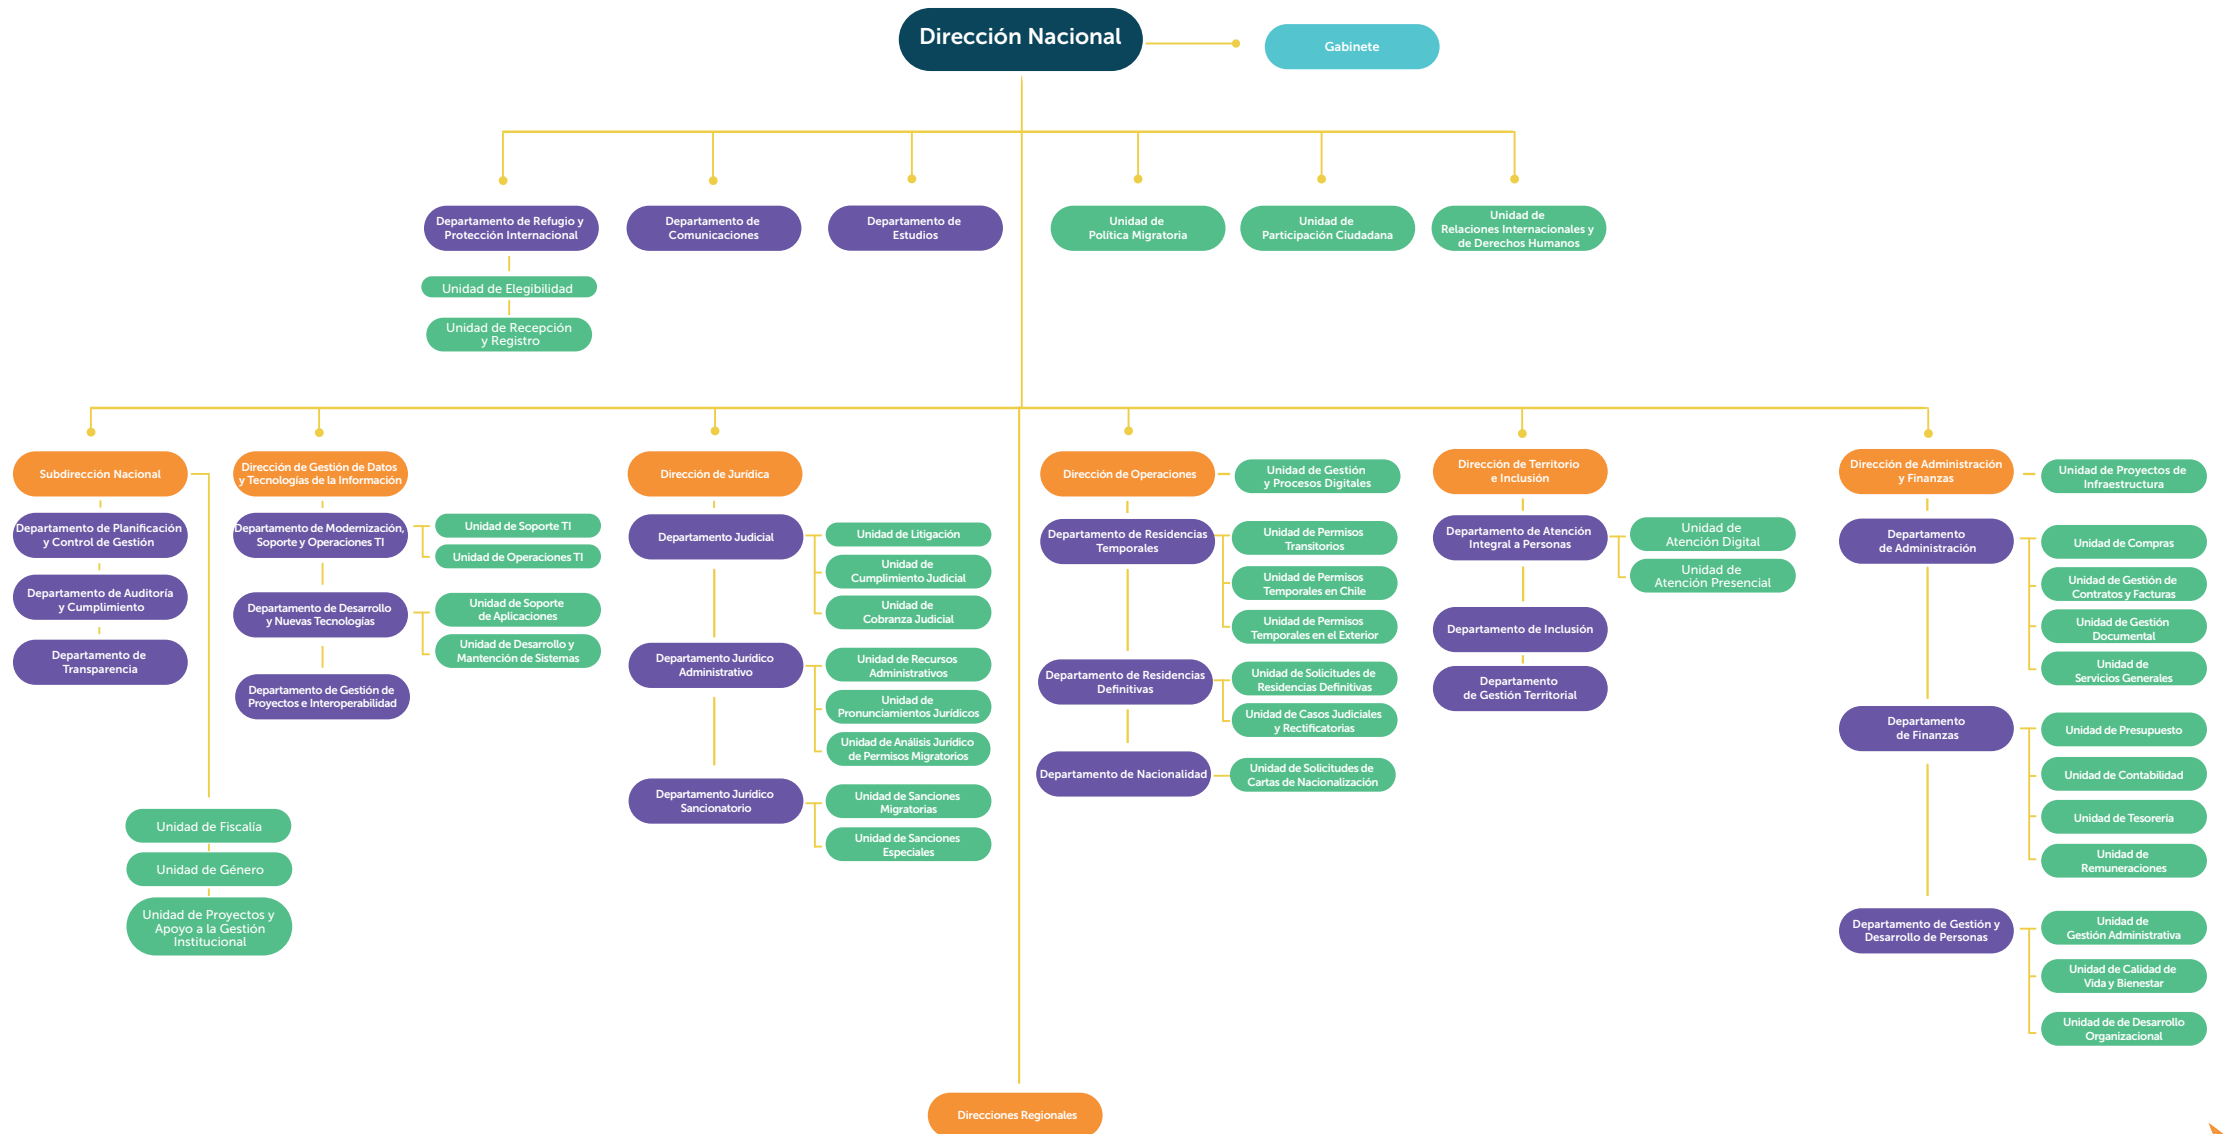 Dirección Nacional
Gabinete
Departamento de Refugio y
Protección Internacional
Departamento de
Comunicaciones
Departamento de
Estudios
Unidad de
Política Migratoria
Unidad de
Participación Ciudadana
Unidad de
Relaciones Internacionales y
de Derechos Humanos
Unidad de Elegibilidad
Unidad de Recepción
y Registro
Subdirección Nacional
Departamento de Planificación
y Control de Gestión
Departamento de Auditoría
y Cumplimiento
Departamento de
Transparencia
Unidad de Fiscalía
Unidad de Género
Unidad de Proyectos y
Apoyo a la Gestión
Institucional
Dirección de Gestión de Datos
y Tecnologías de la Información
Departamento de Modernización,
Soporte y Operaciones TI
Unidad de Soporte TI
Unidad de Operaciones TI
Departamento de Desarrollo
y Nuevas Tecnologías
Unidad de Soporte
de Aplicaciones
Unidad de Desarrollo y
Mantención de Sistemas
Departamento de Gestión de
Proyectos e Interoperabilidad
Dirección de Jurídica
Departamento Judicial
Unidad de Litigación
Unidad de
Cumplimiento Judicial
Unidad de
Cobranza Judicial
Departamento Jurídico
Administrativo
Unidad de Recursos
Administrativos
Unidad de
Pronunciamientos Jurídicos
Unidad de Análisis Jurídico
de Permisos Migratorios
Departamento Jurídico
Sancionatorio
Unidad de Sanciones
Migratorias
Unidad de Sanciones
Especiales
Dirección de Operaciones
Unidad de Gestión
y Procesos Digitales
Departamento de Residencias
Temporales
Unidad de Permisos
Transitorios
Unidad de Permisos
Temporales en Chile
Unidad de Permisos
Temporales en el Exterior
Departamento de Residencias
Definitivas
Unidad de Solicitudes de
Residencias Definitivas
Unidad de Casos Judiciales
y Rectificatorias
Departamento de Nacionalidad
Unidad de Solicitudes de
Cartas de Nacionalización
Dirección de Territorio
e Inclusión
Departamento de Atención
Integral a Personas
Unidad de
Atención Digital
Unidad de
Atención Presencial
Departamento de Inclusión
Departamento
de Gestión Territorial
Dirección de Administración
y Finanzas
Unidad de Proyectos de
Infraestructura
Departamento
de Administración
Unidad de Compras
Unidad de Gestión de
Contratos y Facturas
Unidad de Gestión
Documental
Unidad de
Servicios Generales
Departamento
de Finanzas
Unidad de Presupuesto
Unidad de Contabilidad
Unidad de Tesorería
Unidad de
Remuneraciones
Departamento de Gestión y
Desarrollo de Personas
Unidad de
Gestión Administrativa
Unidad de Calidad de
Vida y Bienestar
Unidad de de Desarrollo
Organizacional
Direcciones Regionales